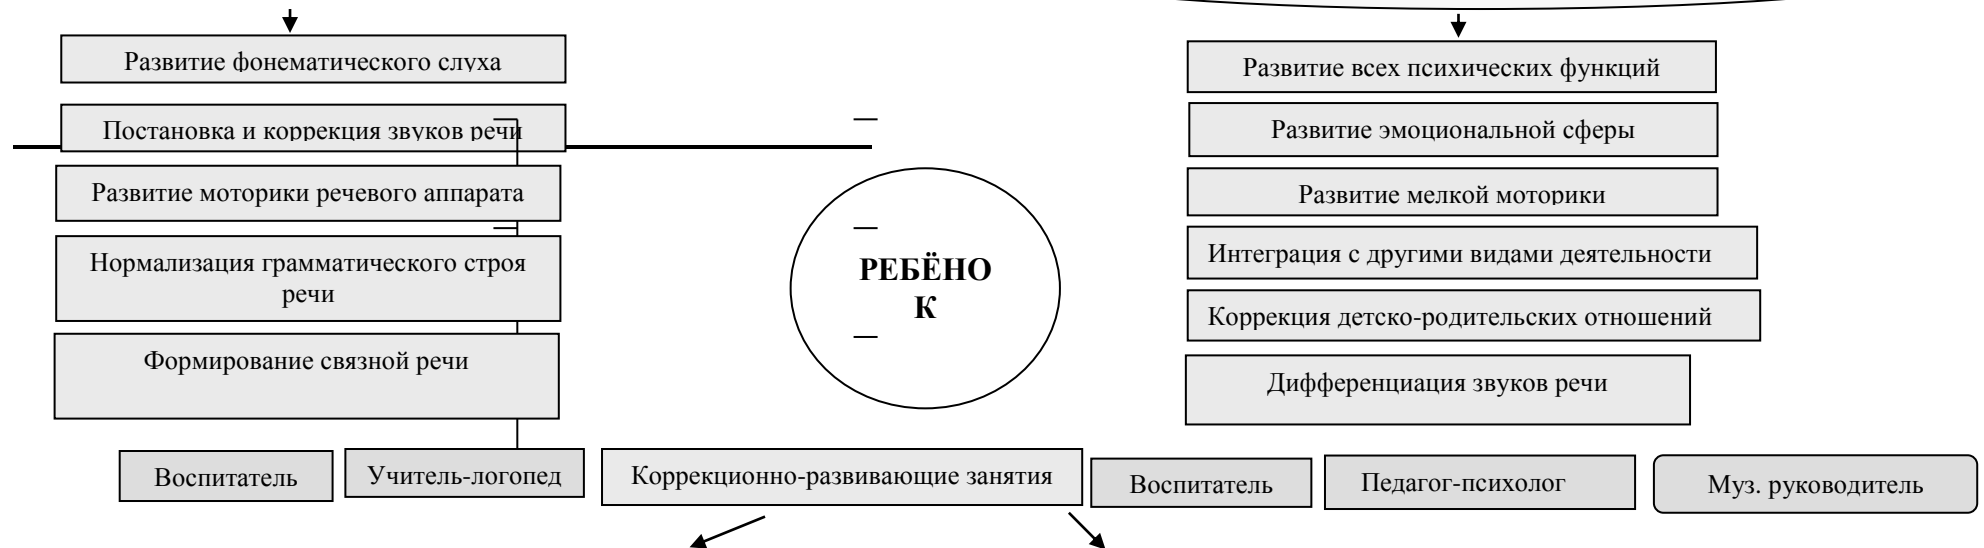 Развитие фонематического слуха
Постановка и коррекция звуков речи
Развитие моторики речевого аппарата
Нормализация грамматического строя
речи
Формирование связной речи
РЕБЁНО
К
Развитие всех психических функций
Развитие эмоциональной сферы
Развитие мелкой моторики
Интеграция с другими видами деятельности
Коррекция детско-родительских отношений
Дифференциация звуков речи
Воспитатель
Учитель-логопед
Коррекционно-развивающие занятия
Воспитатель
Педагог-психолог
Муз. руководитель